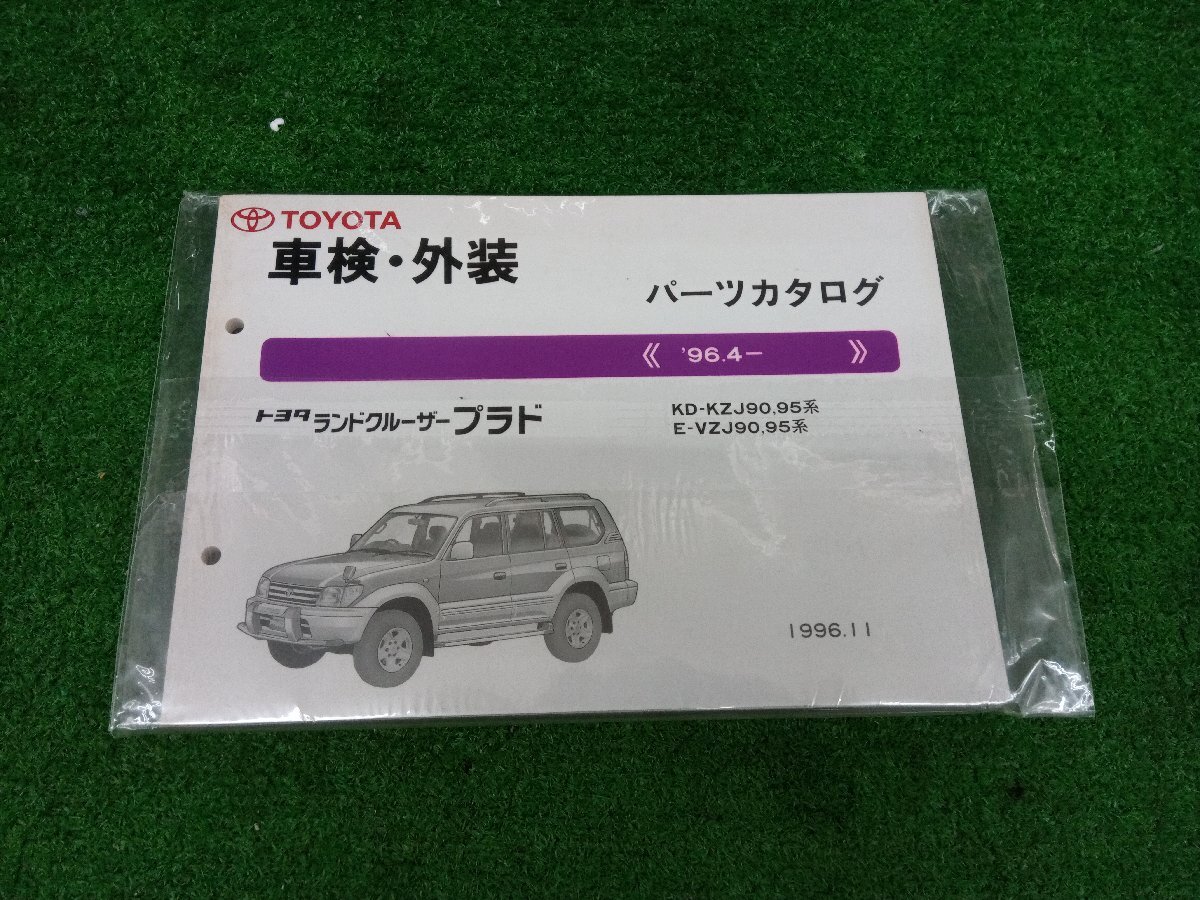 TOYOTA
車検・外装
パーツカタログ
《 '96.4ー 》
トヨタ ランドクルーザープラド
KD-KZJ90,95系
E-VZJ90,95系
1996.11